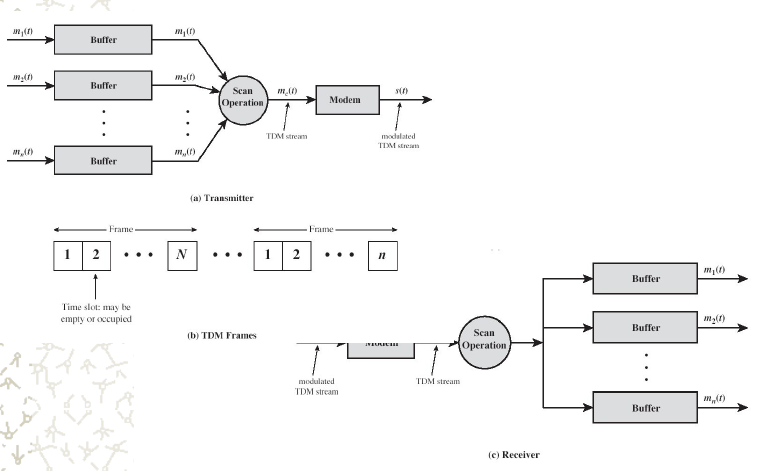 m1(t) Buffer m1(t)
m2(t) Buffer m2(t)
Scan
Operation
mc(t) Modem s(t)
TDM stream
modulated
TDM stream
mn(t) Buffer mn(t)
(a) Transmitter
Frame Frame
1 2 • • • N • • • 1 2 • • • n
Time slot: may be
empty or occupied
(b) TDM Frames
Modem
modulated
TDM stream
TDM stream
Scan
Operation
Buffer m1(t)
Buffer m2(t)
Buffer mn(t)
(c) Receiver